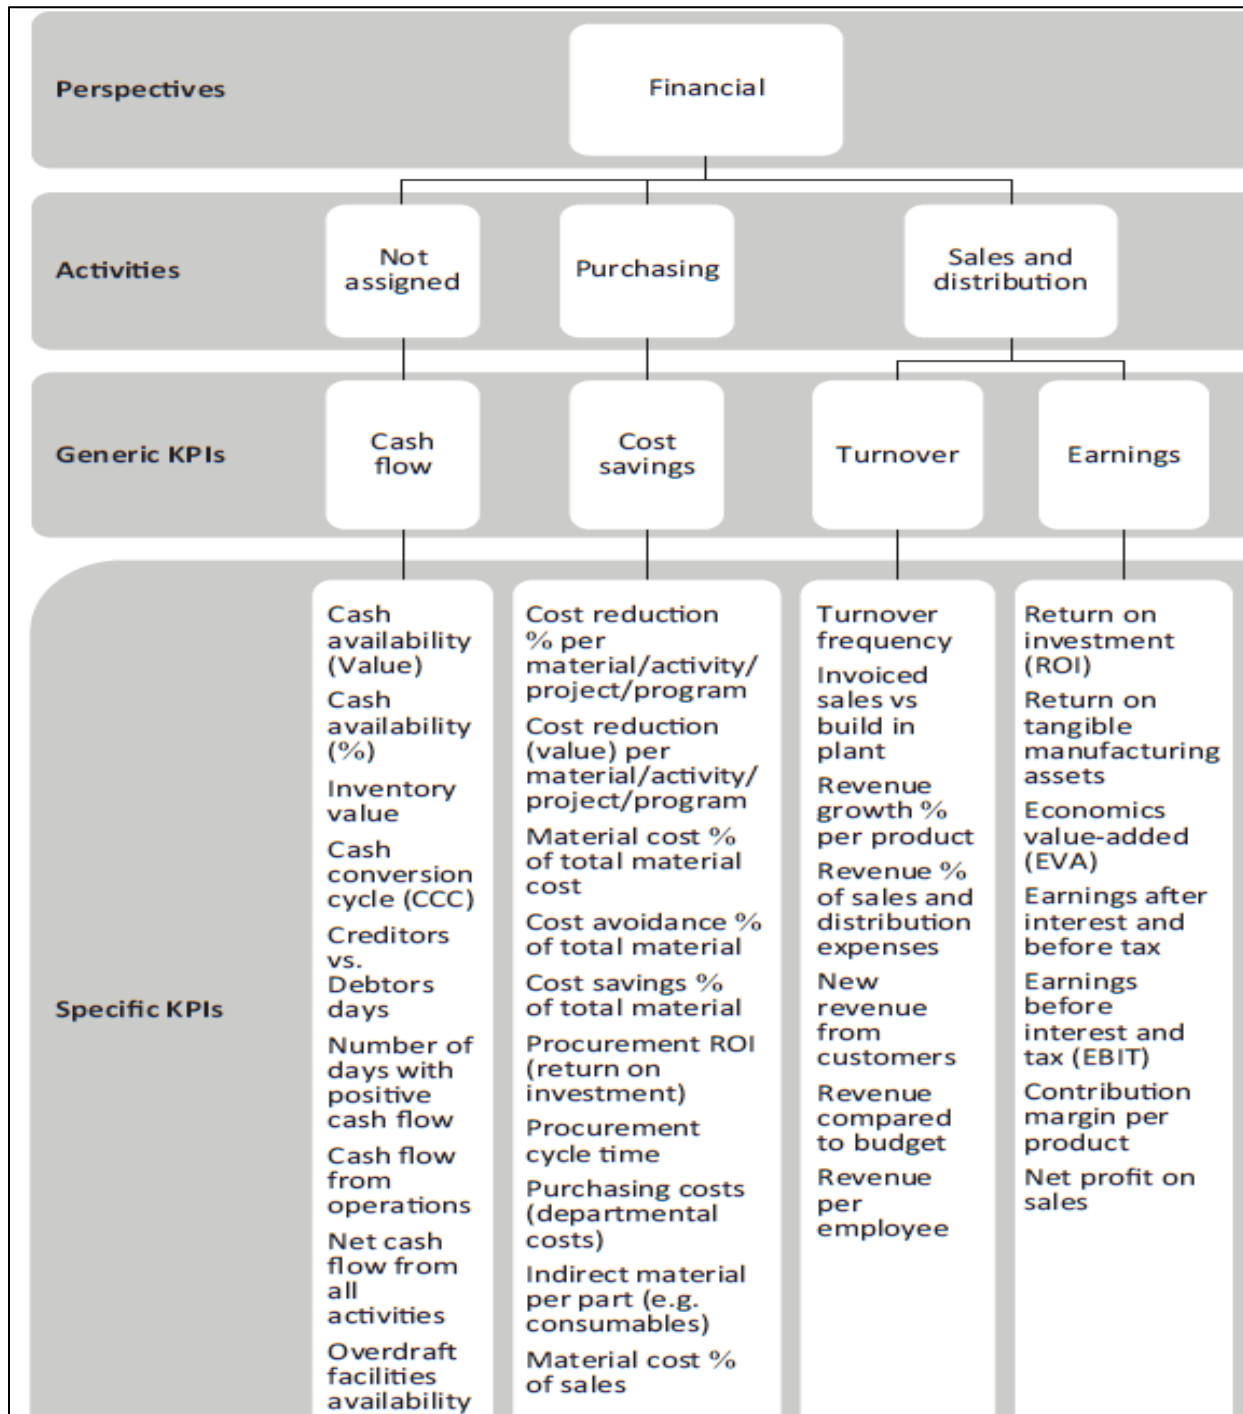 Perspectives
Financial
Activities
Not
assigned
Purchasing
Sales and
distribution
Generic KPIs
Cash
flow
Cost
savings
Turnover
Earnings
Specific KPIs
Cash
availability
(Value)
Cash
availability
(%)
Inventory
value
Cash
conversion
cycle (CCC)
Creditors
vs.
Debtors
days
Number of
days with
positive
cash flow
Cash flow
from
operations
Net cash
flow from
all
activities
Overdraft
facilities
availability
Cost reduction
% per
material/activity/
project/program
Cost reduction
(value) per
material/activity/
project/program
Material cost %
of total material
cost
Cost avoidance %
of total material
Cost savings %
of total material
Procurement ROI
(return on
investment)
Procurement
cycle time
Purchasing costs
(departmental
costs)
Indirect material
per part (e.g.
consumables)
Material cost %
of sales
Turnover
frequency
Invoiced
sales vs
build in
plant
Revenue
growth %
per product
Revenue %
of sales and
distribution
expenses
New
revenue
from
customers
Revenue
compared
to budget
Revenue
per
employee
Return on
investment
(ROI)
Return on
tangible
manufacturing
assets
Economics
value-added
(EVA)
Earnings after
interest and
before tax
Earnings
before
interest and
tax (EBIT)
Contribution
margin per
product
Net profit on
sales